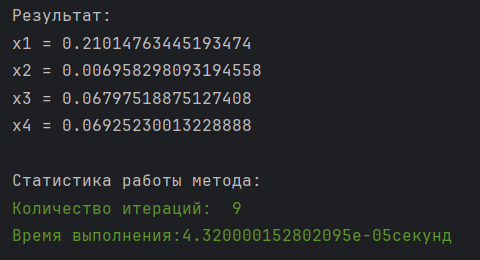 Результат:
x1 = 0.21014763445193474
x2 = 0.006958298093194558
x3 = 0.06797518875127408
x4 = 0.06925230013228888
Статистика работы метода:
Количество итераций:  9
Время выполнения:4.320000152802095e-05секунд